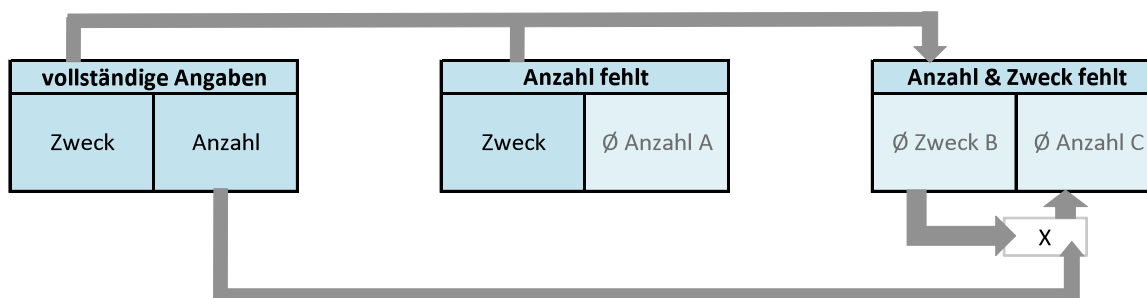 vollständige Angaben
Zweck
Anzahl
Anzahl fehlt
Zweck
Ø Anzahl A
Anzahl & Zweck fehlt
Ø Zweck B
Ø Anzahl C
X